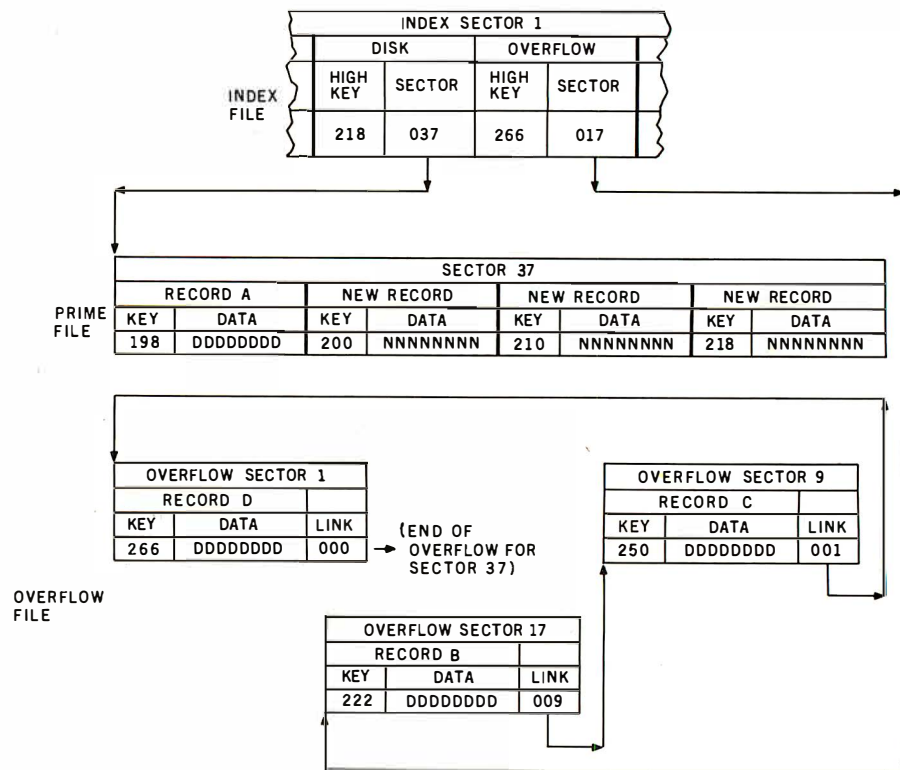 INDEX SECTOR 1
DISK OVERFLOW
HIGH KEY SECTOR HIGH KEY SECTOR
218 037 266 017
INDEX
FILE
SECTOR 37
RECORD A NEW RECORD NEW RECORD NEW RECORD
KEY DATA KEY DATA KEY DATA KEY DATA
198 DDDDDDDD 200 NNNNNNNN 210 NNNNNNNN 218 NNNNNNNN
PRIME
FILE
OVERFLOW SECTOR 1
RECORD D
KEY DATA LINK
266 DDDDDDDD 000
(END OF
OVERFLOW FOR
SECTOR 37)
OVERFLOW SECTOR 9
RECORD C
KEY DATA LINK
250 DDDDDDDD 001
OVERFLOW
FILE
OVERFLOW SECTOR 17
RECORD B
KEY DATA LINK
222 DDDDDDDD 009